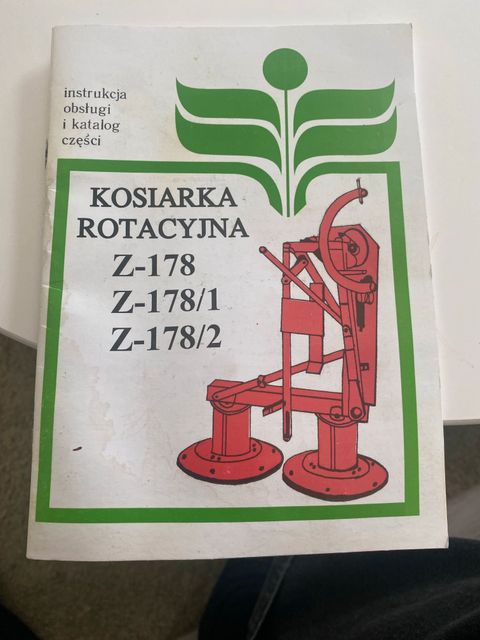 instrukcja
obsługi
i katalog
części
KOSIARKA
ROTACYJNA
Z-178
Z-178/1
Z-178/2